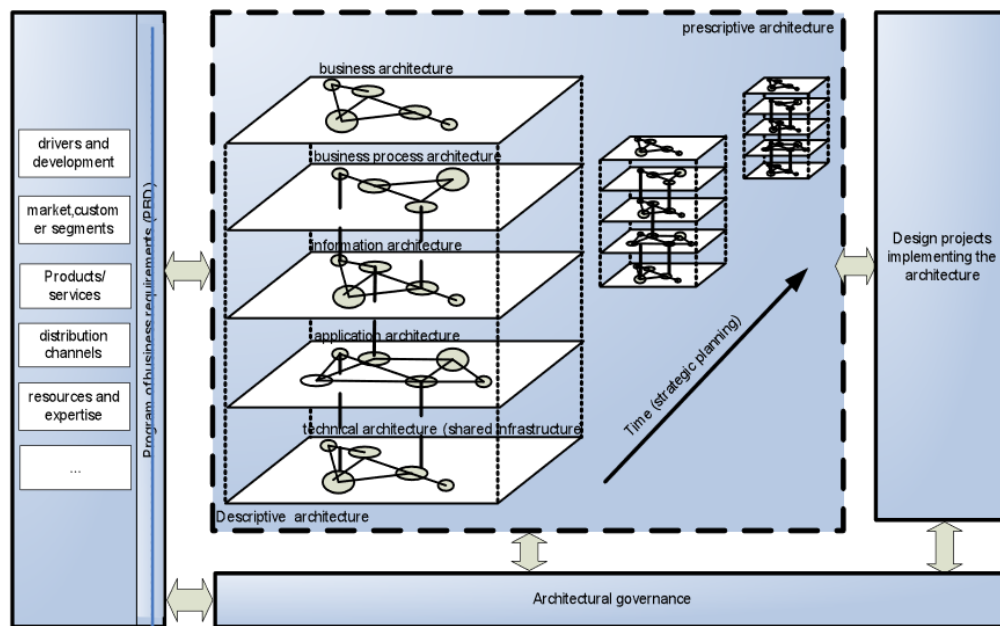 drivers and
development
market,custom
er segments
Products/
services
distribution
channels
resources and
expertise
...
Program of business requirements (PBD)
prescriptive architecture
business architecture
business process architecture
information architecture
application architecture
technical architecture (shared infrastructure
Descriptive architecture
Time (strategic planning)
Design projects
implementing the
architecture
Architectural governance